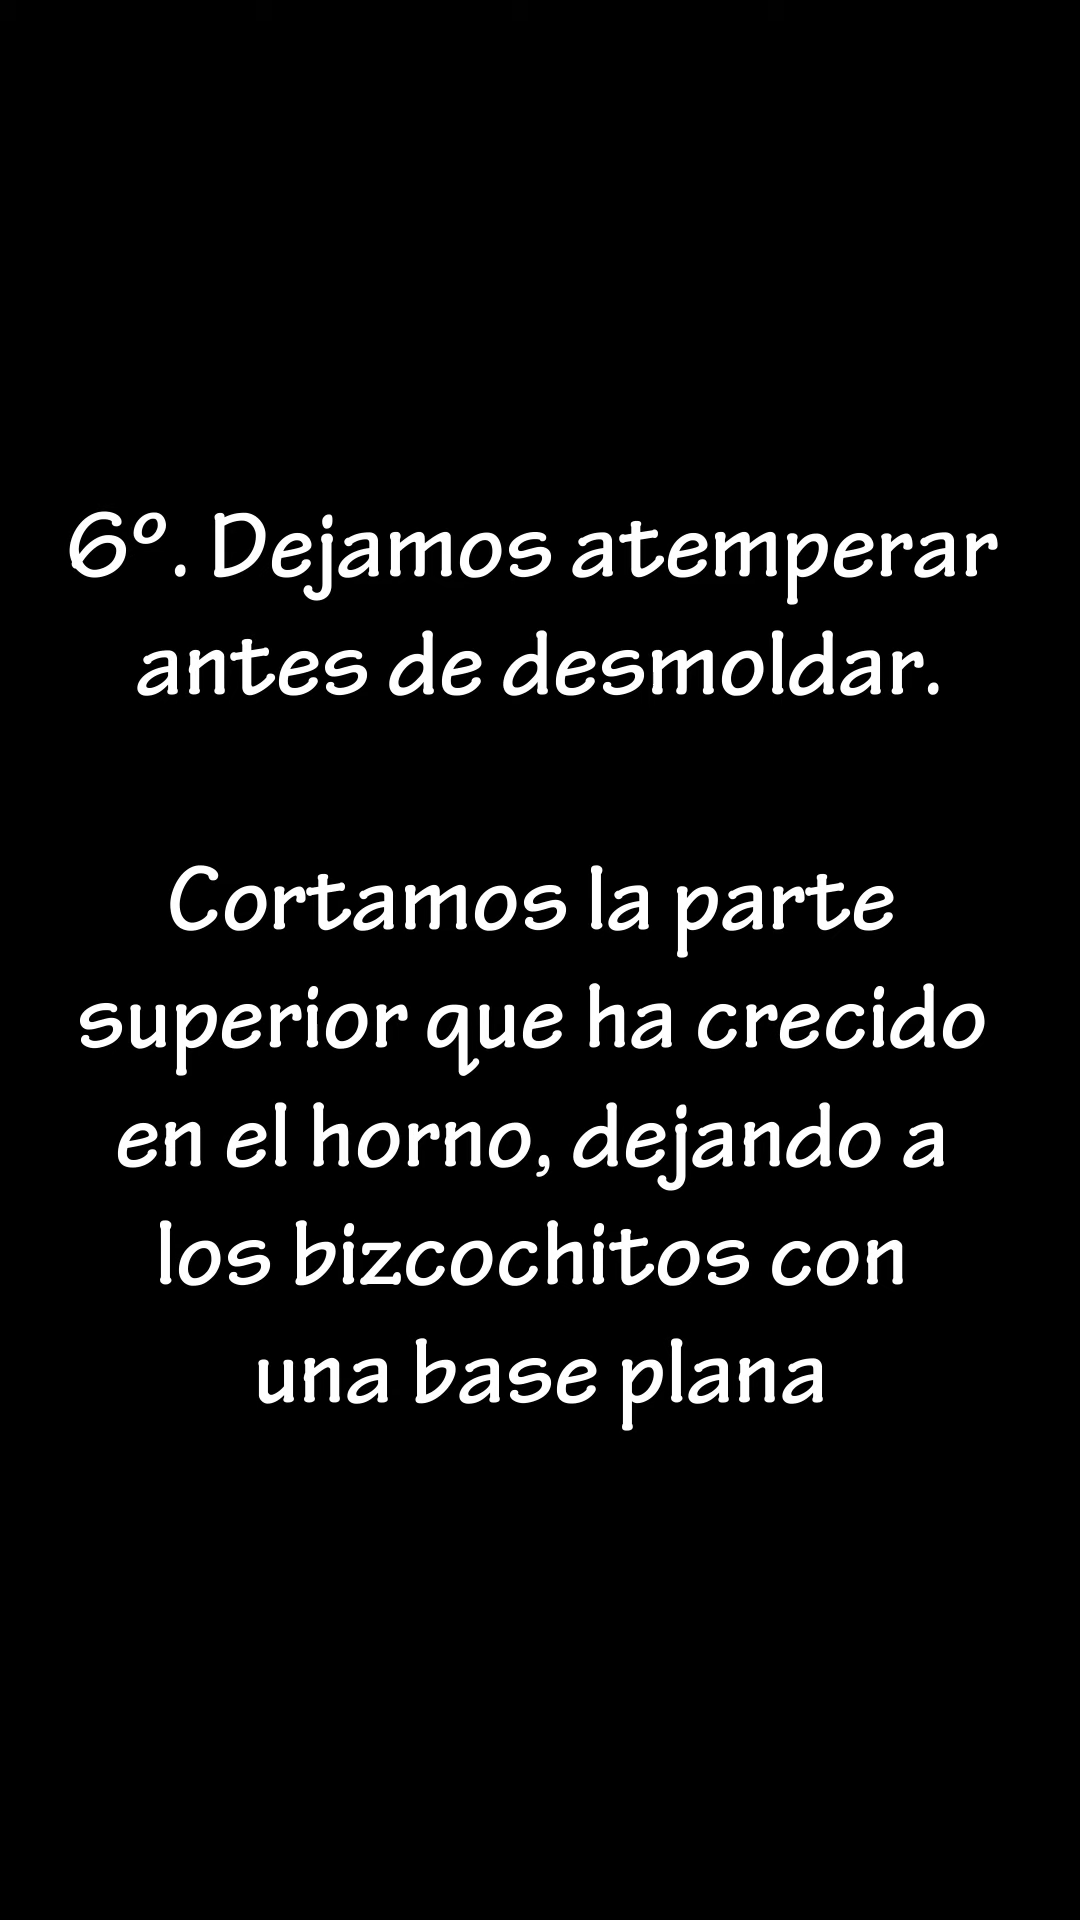 6º. Dejamos atemperar
antes de desmoldar.
Cortamos la parte
superior que ha crecido
en el horno, dejando a
los bizcochitos con
una base plana